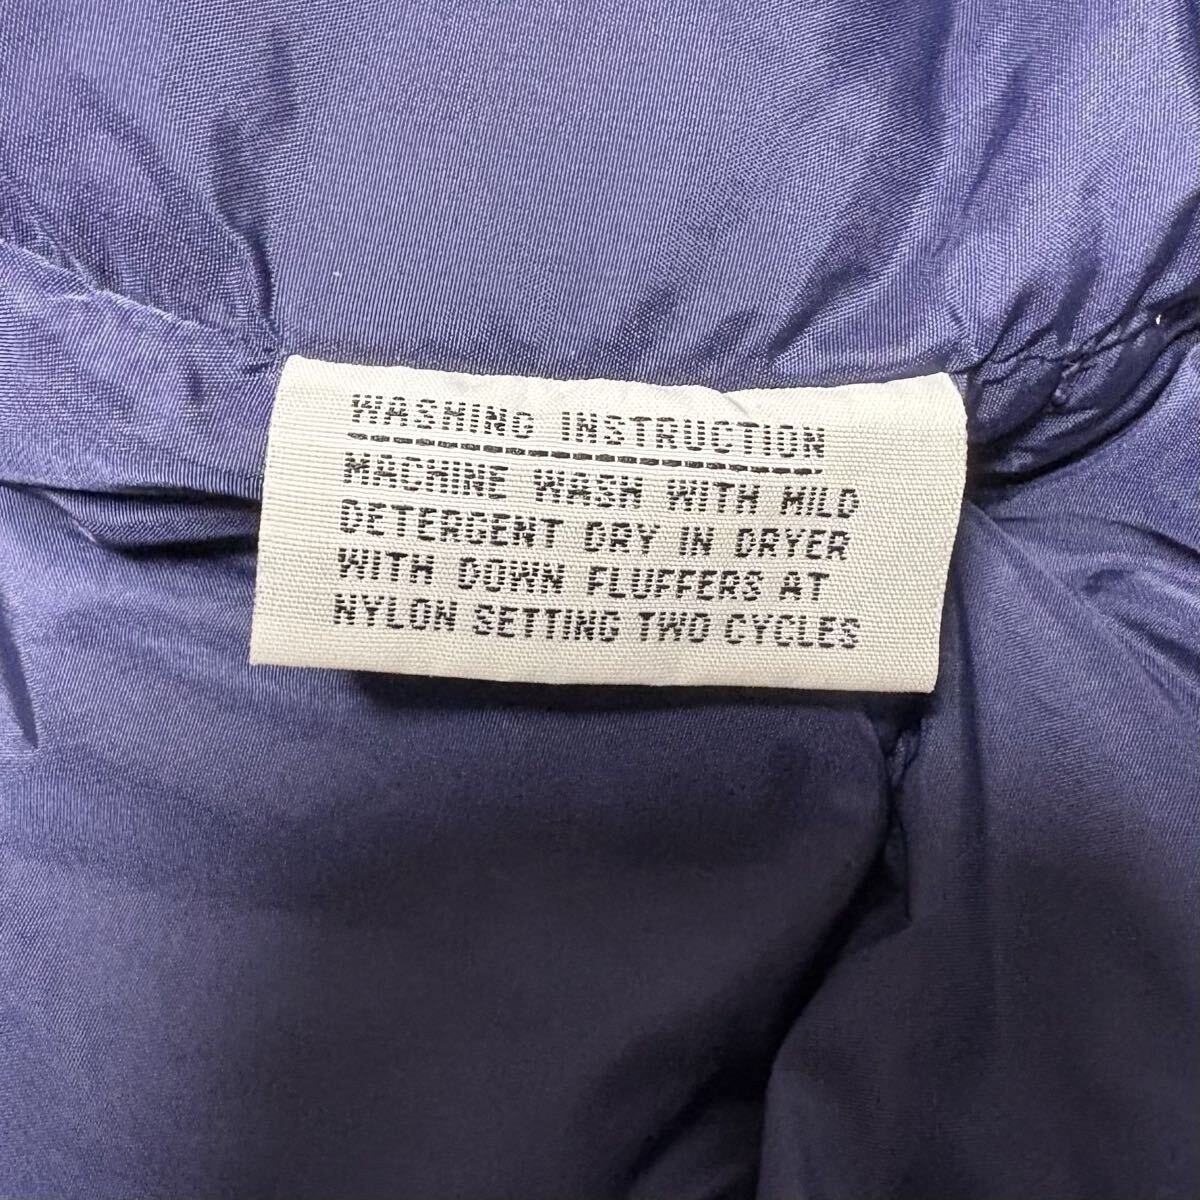 WASHING INSTRUCTION
MACHINE WASH WITH MILD
DETERGENT DRY IN DRYER
WITH DOWN FLUFFERS AT
NYLON SETTING TWO CYCLES